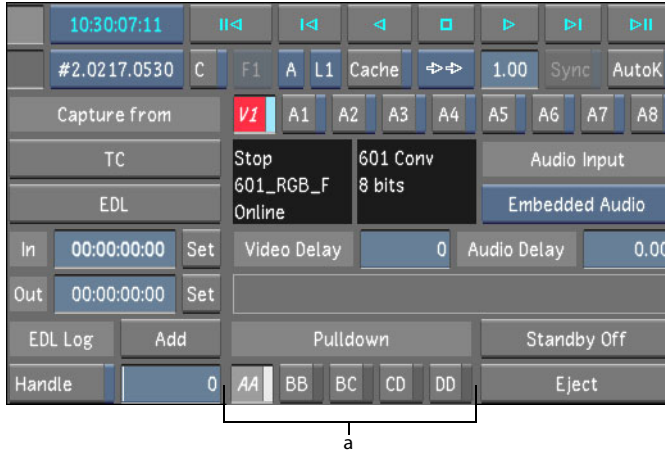 10:30:07:11
#2.0217.0530 C F1 A L1 Cache 1.00 Sync AutoK
Capture from V1 A1 A2 A3 A4 A5 A6 A7 A8
TC Stop 601 Conv Audio Input
601_RGB_F 8 bits
EDL Online Embedded Audio
In 00:00:00:00 Set Video Delay 0 Audio Delay 0.00
Out 00:00:00:00 Set
EDL Log Add Pulldown Standby Off
Handle 0 AA BB BC CD DD Eject
a